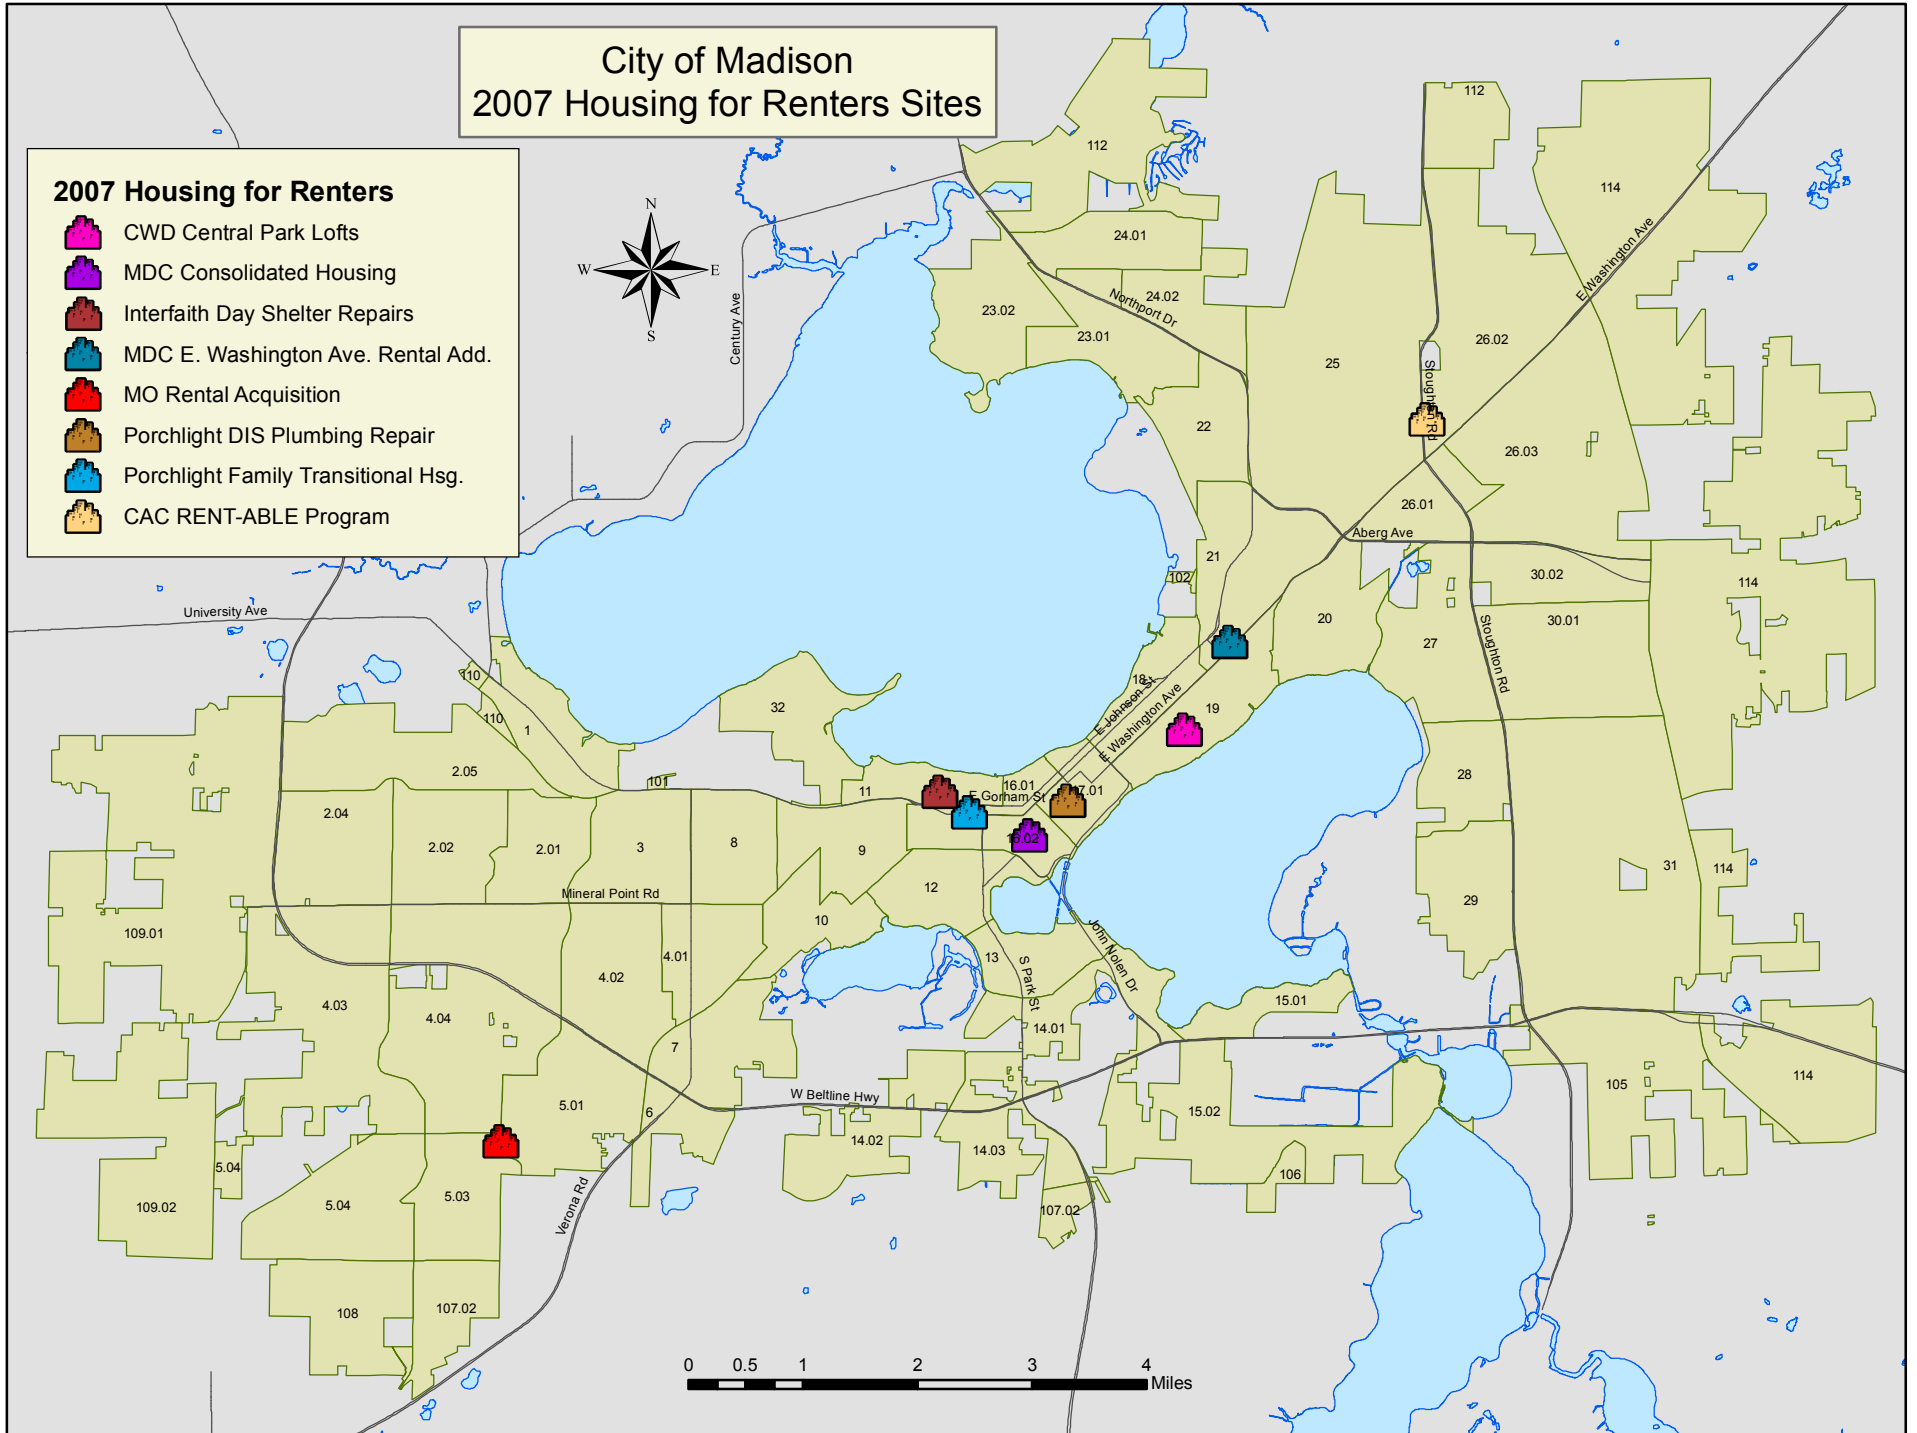 City of Madison
2007 Housing for Renters Sites
2007 Housing for Renters
CWD Central Park Lofts
MDC Consolidated Housing
Interfaith Day Shelter Repairs
MDC E. Washington Ave. Rental Add.
MO Rental Acquisition
Porchlight DIS Plumbing Repair
Porchlight Family Transitional Hsg.
CAC RENT-ABLE Program
N
W
E
S
112
112
114
24.01
24.02
Northport Dr
23.02
23.01
Century Ave
E Washington Ave
25
26.02
Stoughton Rd
22
26.03
26.01
Aberg Ave
21
102
30.02
114
30.01
20
27
Stoughton Rd
University Ave
110
110
1
32
18
E Johnson St
E Washington Ave
19
2.05
101
11
16.01
E Gorham St
17.01
28
2.04
2.02
2.01
3
8
9
16.02
12
31
114
29
Mineral Point Rd
10
109.01
4.01
4.02
13
S Park St
John Nolen Dr
4.03
4.04
15.01
14.01
7
W Beltline Hwy
5.01
6
14.02
14.03
15.02
105
114
106
5.04
5.04
5.03
109.02
Verona Rd
107.02
108
107.02
0 0.5 1 2 3 4
Miles